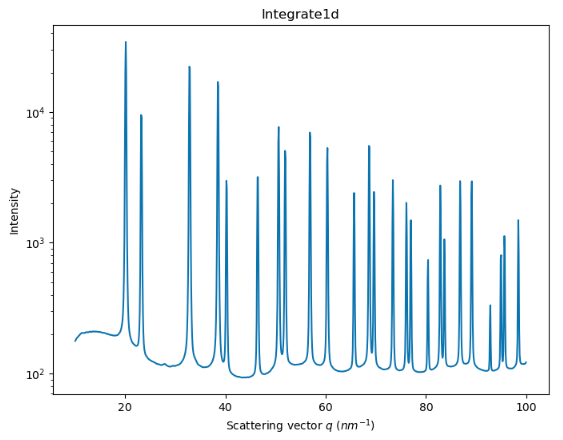 Integrate1d
Intensity
10⁴
10³
10²
20 40 60 80 100
Scattering vector q (nm⁻¹)